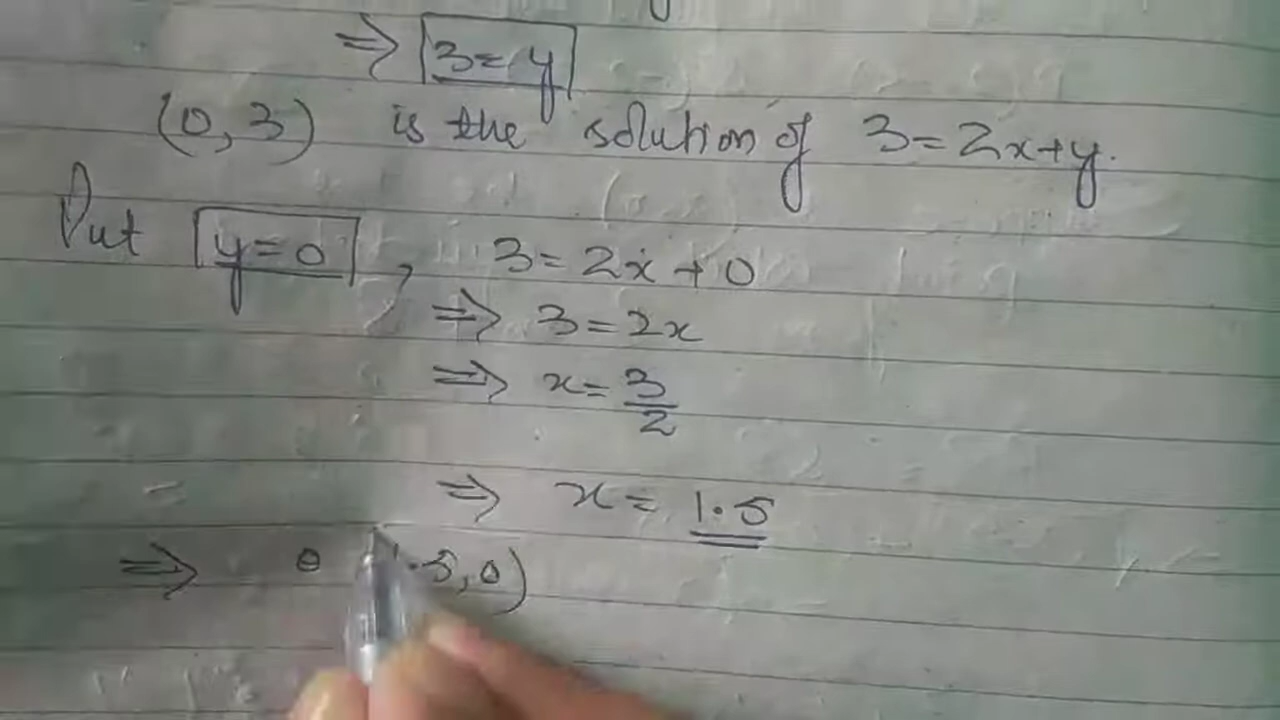 ⇒ 3 = y
(0, 3) is the solution of 3 = 2x + y.
Put y = 0 , 3 = 2x + 0
⇒ 3 = 2x
⇒ x = 3/2
⇒ x = 1.5
⇒ 0 .5, 0)